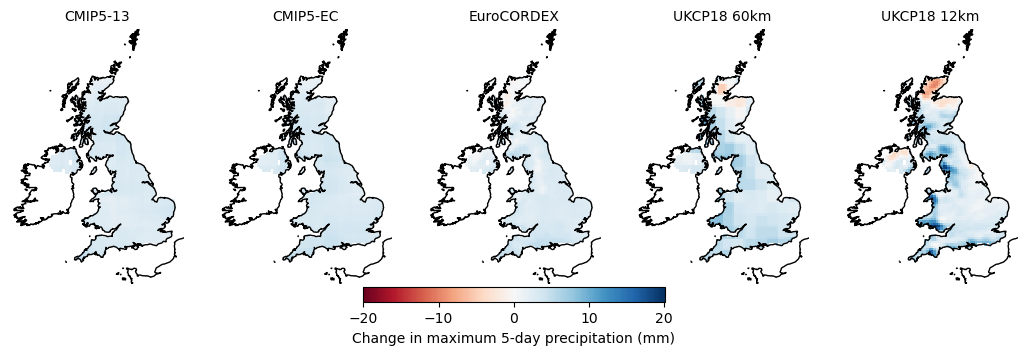 CMIP5-13 CMIP5-EC EuroCORDEX UKCP18 60km UKCP18 12km
−20 −10 0 10 20
Change in maximum 5-day precipitation (mm)